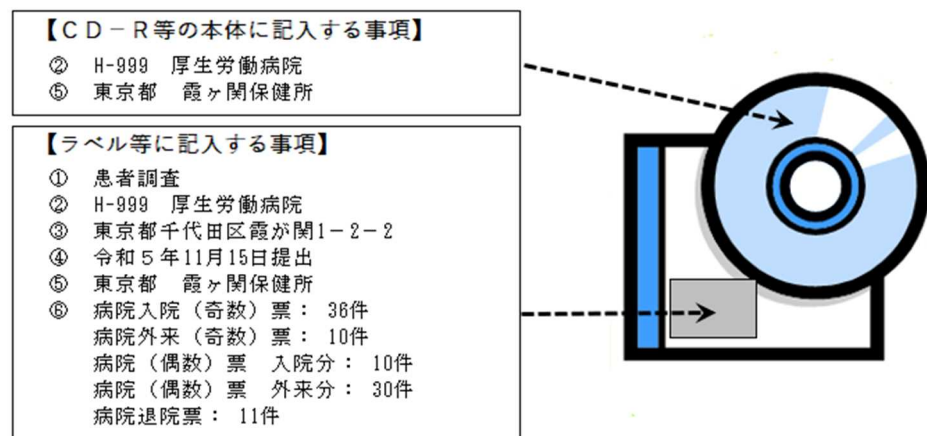 【ＣＤ－Ｒ等の本体に記入する事項】
② H-999 厚生労働病院
⑤ 東京都 霞ヶ関保健所
【ラベル等に記入する事項】
① 患者調査
② H-999 厚生労働病院
③ 東京都千代田区霞が関1－2－2
④ 令和５年11月15日提出
⑤ 東京都 霞ヶ関保健所
⑥ 病院入院（奇数）票： 36件
病院外来（奇数）票： 10件
病院（偶数）票 入院分： 10件
病院（偶数）票 外来分： 30件
病院退院票： 11件